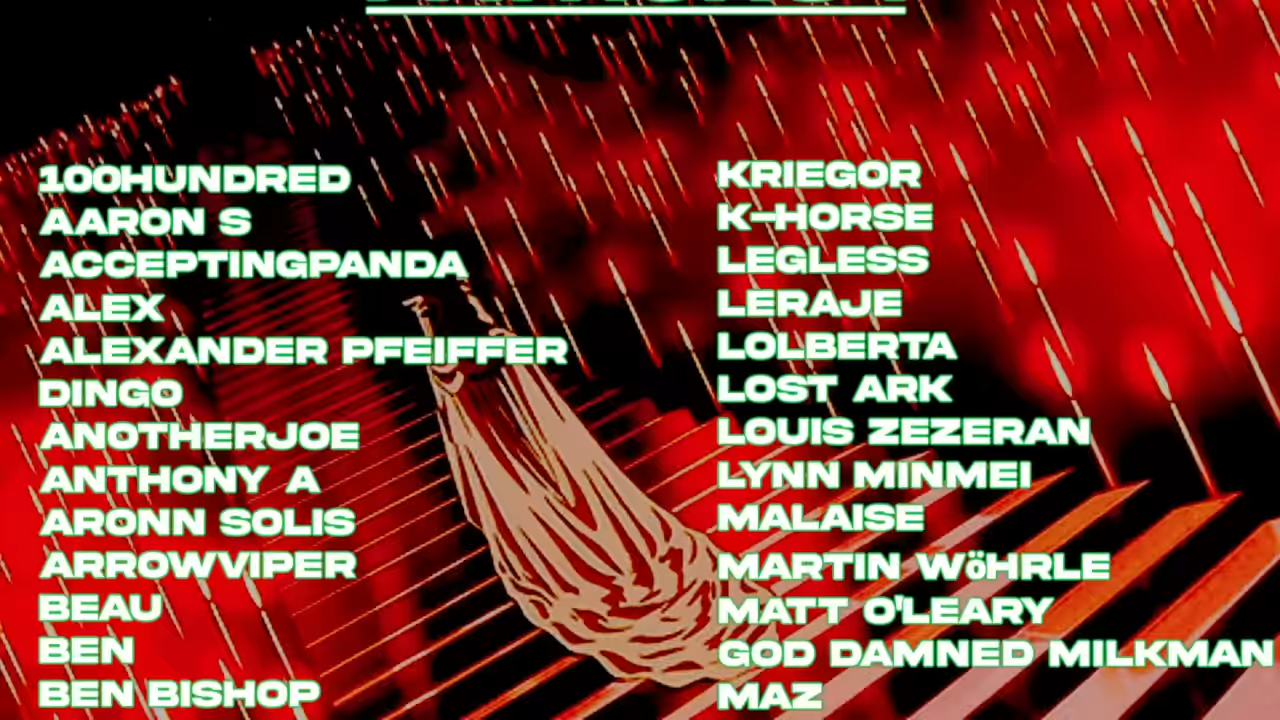 100HUNDRED
AARON S
ACCEPTINGPANDA
ALEX
ALEXANDER PFEIFFER
DINGO
ANOTHERJOE
ANTHONY A
ARONN SOLIS
ARROWVIPER
BEAU
BEN
BEN BISHOP
KRIEGOR
K-HORSE
LEGLESS
LERAJE
LOLBERTA
LOST ARK
LOUIS ZEZERAN
LYNN MINMEI
MALAISE
MARTIN WöHRLE
MATT O'LEARY
GOD DAMNED MILKMAN
MAZ